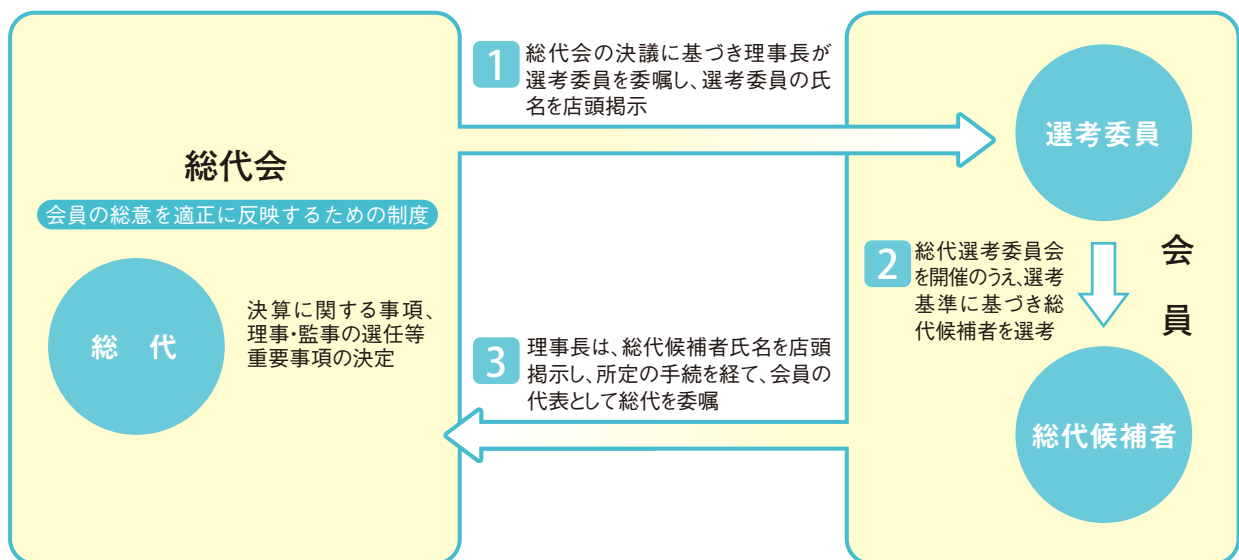 総代会
会員の総意を適正に反映するための制度
総 代
決算に関する事項、
理事・監事の選任等
重要事項の決定
1
総代会の決議に基づき理事長が
選考委員を委嘱し、選考委員の氏
名を店頭掲示
選考委員
会員
2
総代選考委員会
を開催のうえ、選考
基準に基づき総
代候補者を選考
総代候補者
3
理事長は、総代候補者氏名を店頭
掲示し、所定の手続を経て、会員の
代表として総代を委嘱